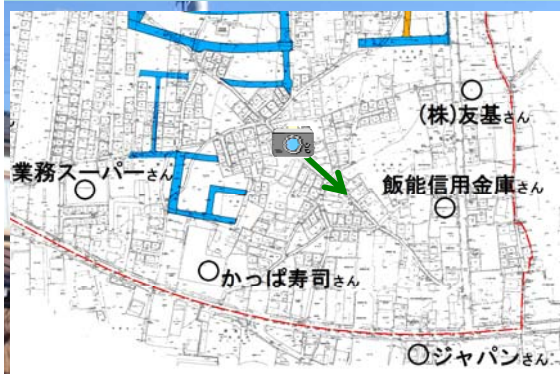 (株)友基さん
業務スーパーさん
飯能信用金庫さん
かっぱ寿司さん
ジャパンさん